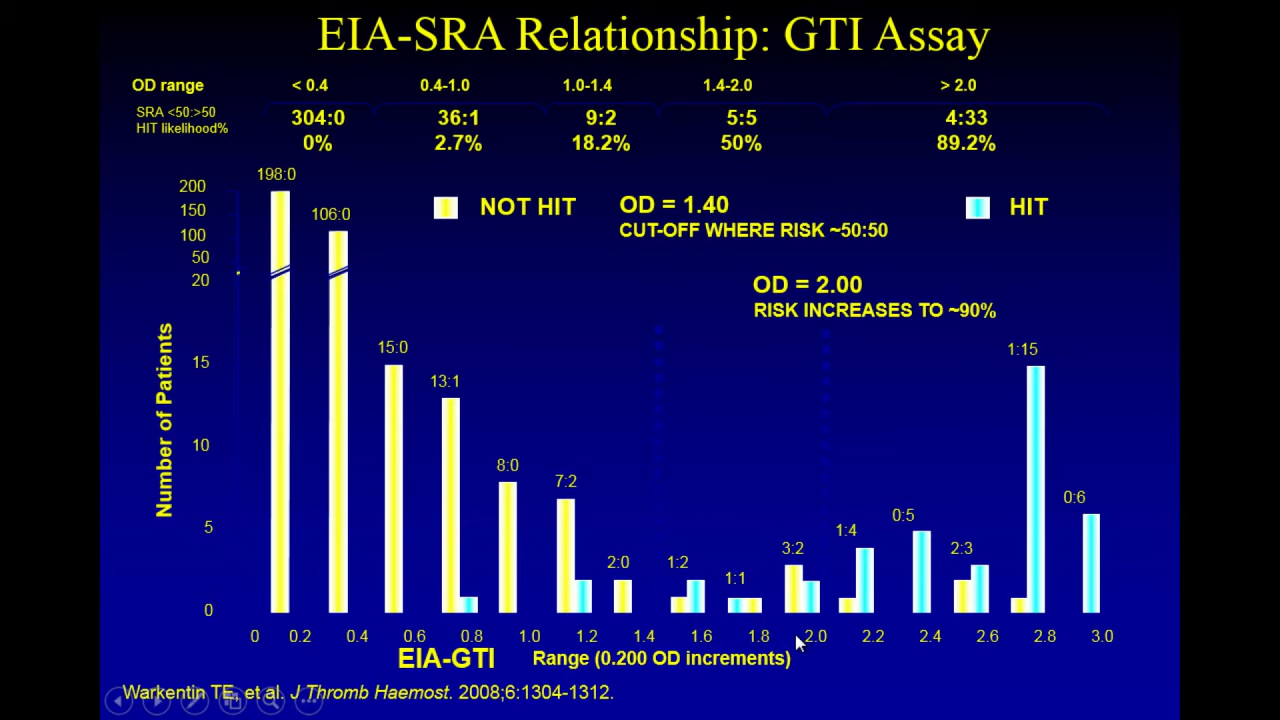 EIA-SRA Relationship: GTI Assay
OD range < 0.4 0.4-1.0 1.0-1.4 1.4-2.0 > 2.0
SRA <50:>50 304:0 36:1 9:2 5:5 4:33
HIT likelihood% 0% 2.7% 18.2% 50% 89.2%
198:0
106:0
NOT HIT
OD = 1.40
CUT-OFF WHERE RISK ~50:50
HIT
OD = 2.00
RISK INCREASES TO ~90%
200
150
100
50
20
15
10
5
0
Number of Patients
15:0
13:1
8:0
7:2
2:0
1:2
1:1
3:2
1:4
0:5
2:3
1:15
0:6
0 0.2 0.4 0.6 0.8 1.0 1.2 1.4 1.6 1.8 2.0 2.2 2.4 2.6 2.8 3.0
EIA-GTI Range (0.200 OD increments)
Warkentin TE, et al. J Thromb Haemost. 2008;6:1304-1312.